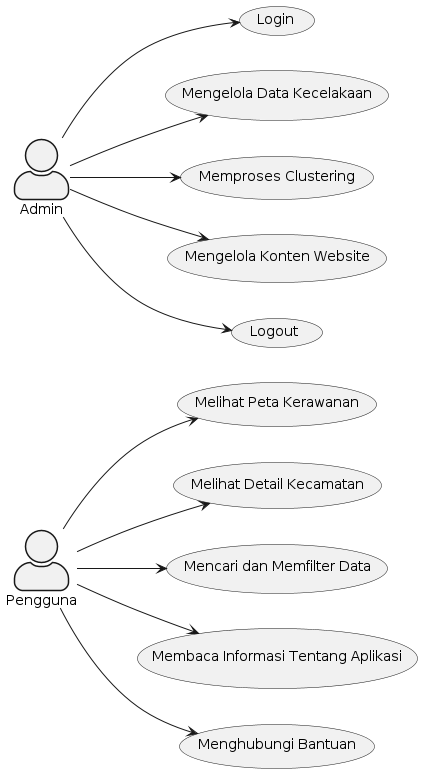 Login
Mengelola Data Kecelakaan
Memproses Clustering
Admin
Mengelola Konten Website
Logout
Melihat Peta Kerawanan
Melihat Detail Kecamatan
Mencari dan Memfilter Data
Pengguna
Membaca Informasi Tentang Aplikasi
Menghubungi Bantuan